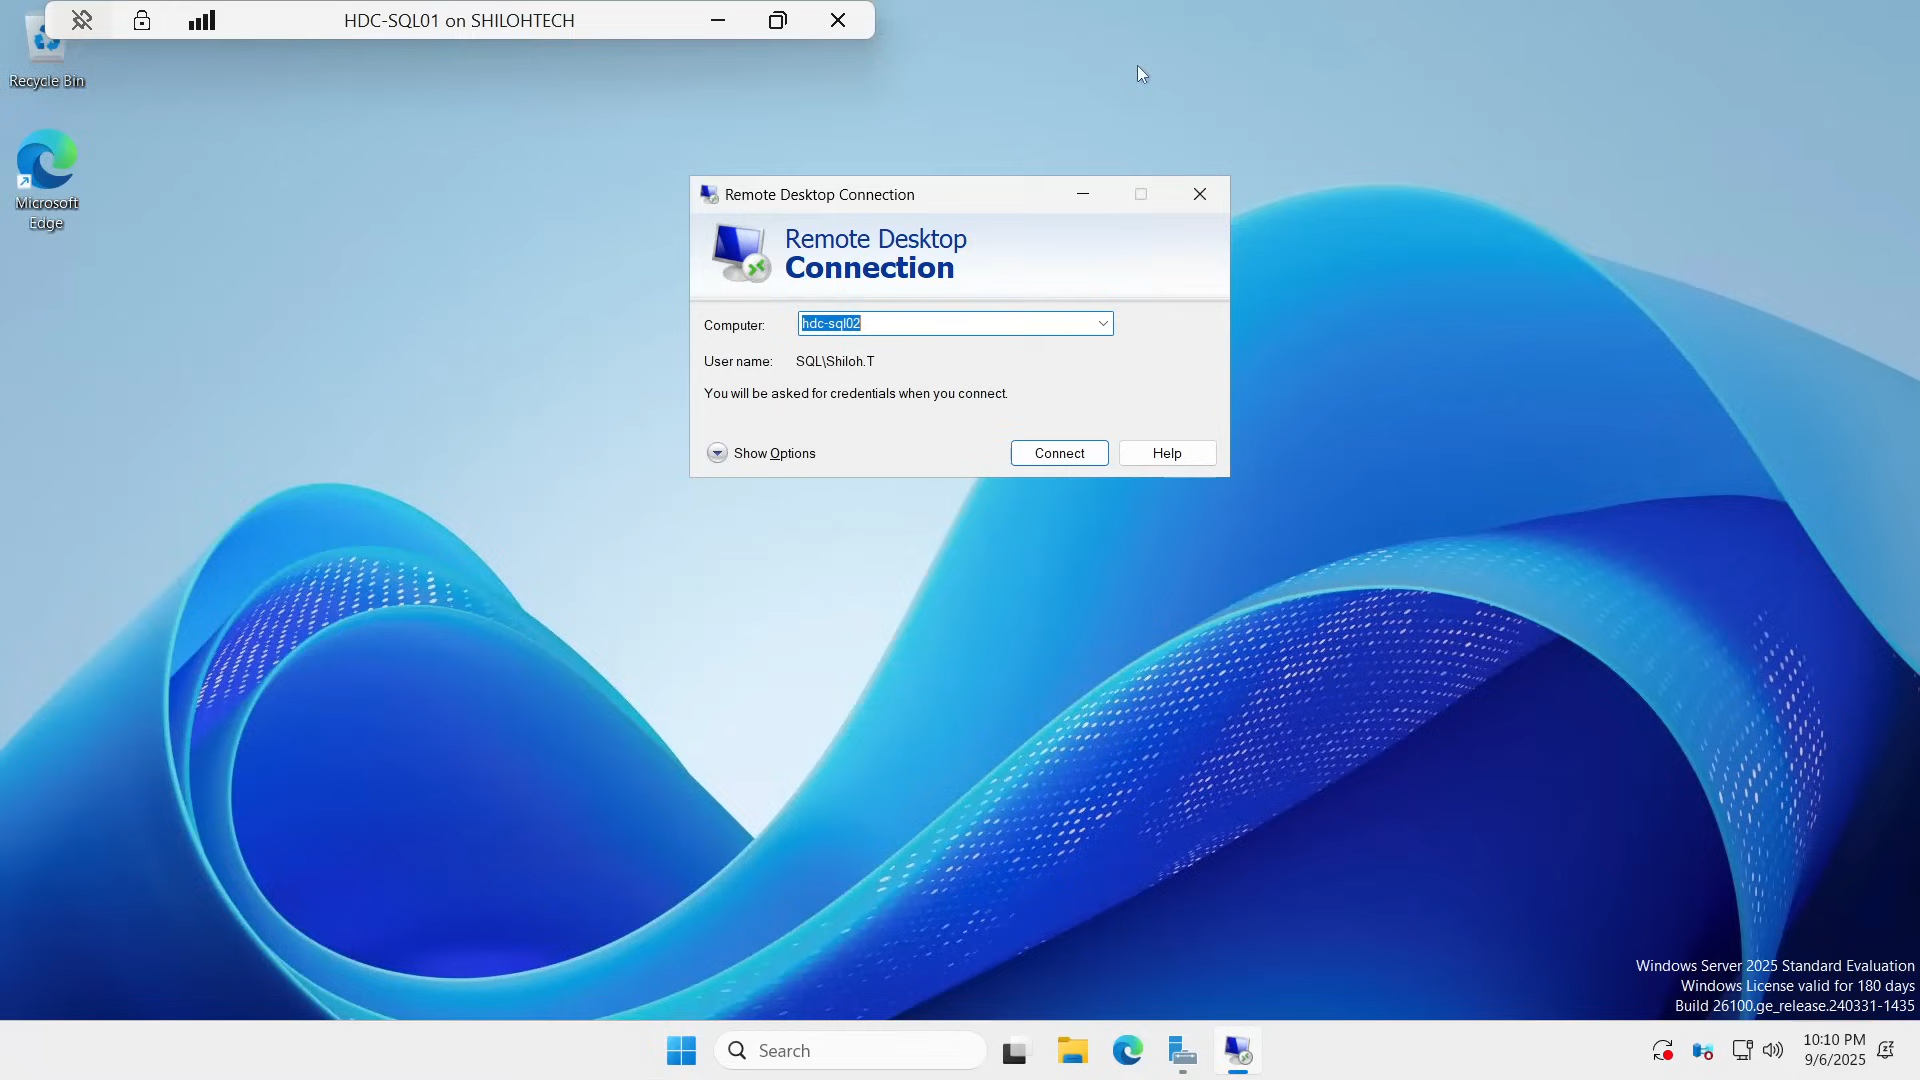 HDC-SQL01 on SHILOHTECH
Recycle Bin
Microsoft
Edge
Remote Desktop Connection
Remote Desktop
Connection
Computer: hdc-sql02
User name: SQL\Shiloh.T
You will be asked for credentials when you connect.
Show Options
Connect
Help
Windows Server 2025 Standard Evaluation
Windows License valid for 180 days
Build 26100.ge_release.240331-1435
Search
10:10 PM
9/6/2025